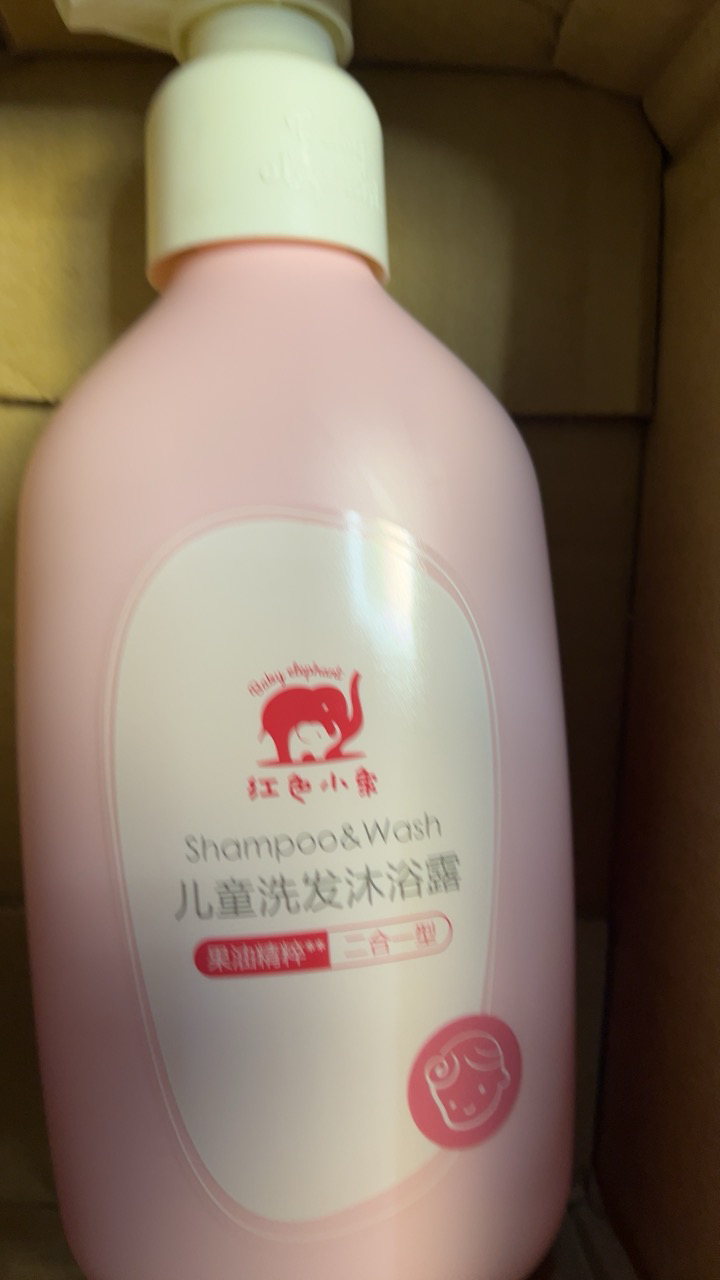 Baby elephant
红色小象
Shampoo&Wash
儿童洗发沐浴露
果油精粹** 二合一型